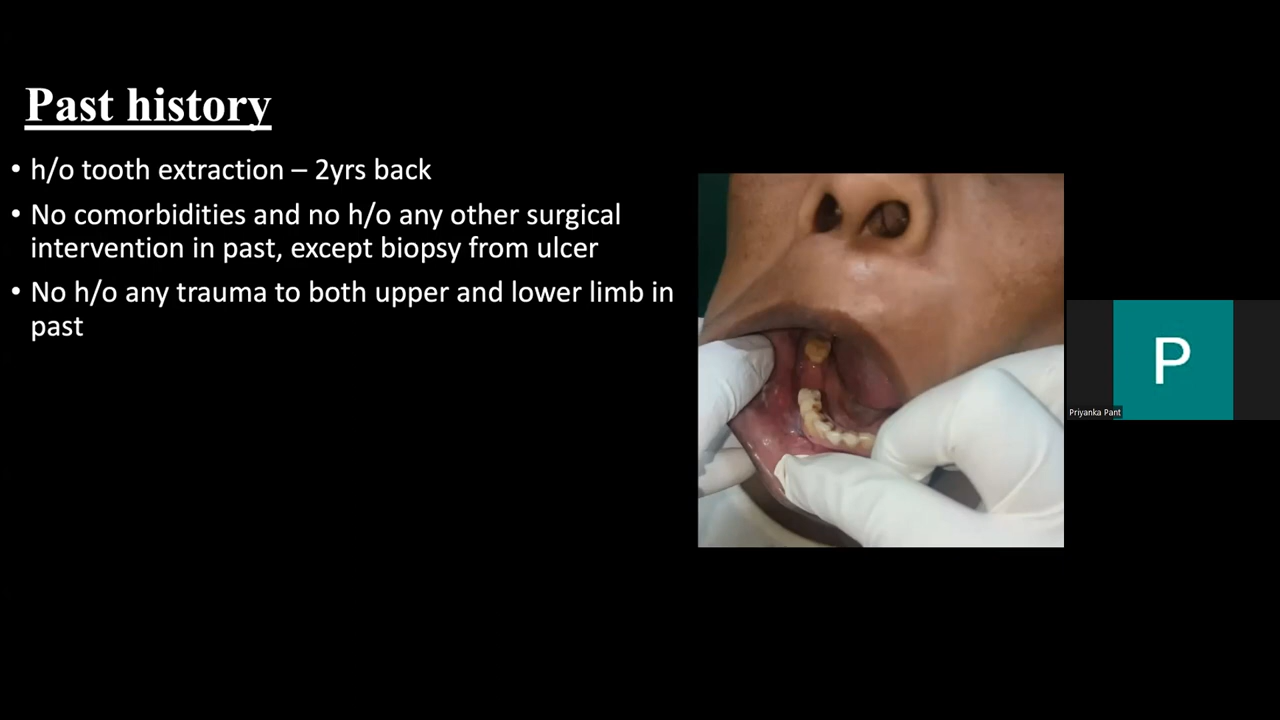 Past history
• h/o tooth extraction – 2yrs back
• No comorbidities and no h/o any other surgical
intervention in past, except biopsy from ulcer
• No h/o any trauma to both upper and lower limb in
past
P
Priyanka Pant